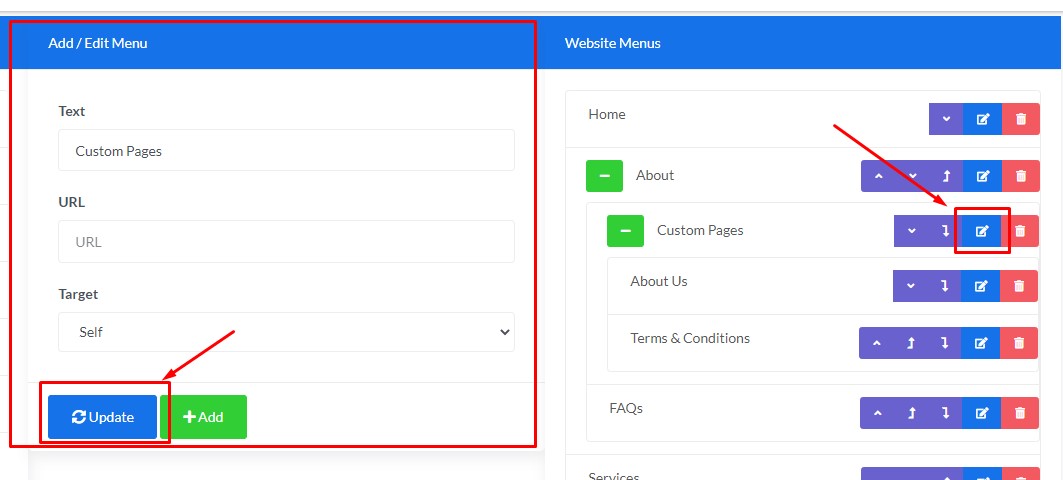 Add / Edit Menu
Text
Custom Pages
URL
URL
Target
Self
Update
Add
Website Menus
Home
About
Custom Pages
About Us
Terms & Conditions
FAQs
Services